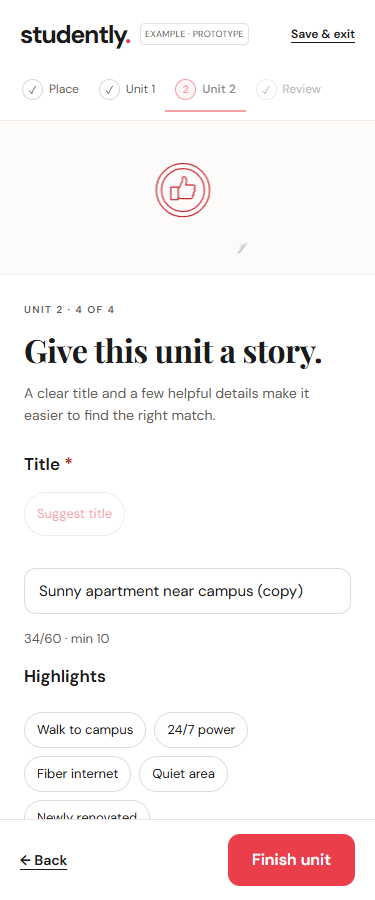 studently.
EXAMPLE · PROTOTYPE
Save & exit
Place
Unit 1
2 Unit 2
Review
UNIT 2 · 4 OF 4
Give this unit a story.
A clear title and a few helpful details make it
easier to find the right match.
Title *
Suggest title
Sunny apartment near campus (copy)
34/60 · min 10
Highlights
Walk to campus
24/7 power
Fiber internet
Quiet area
Newly renovated
← Back
Finish unit